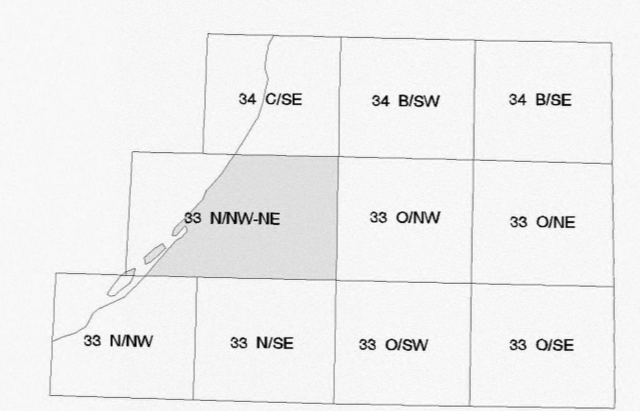 34 C/SE 34 B/SW 34 B/SE
33 N/NW-NE 33 O/NW 33 O/NE
33 N/NW 33 N/SE 33 O/SW 33 O/SE